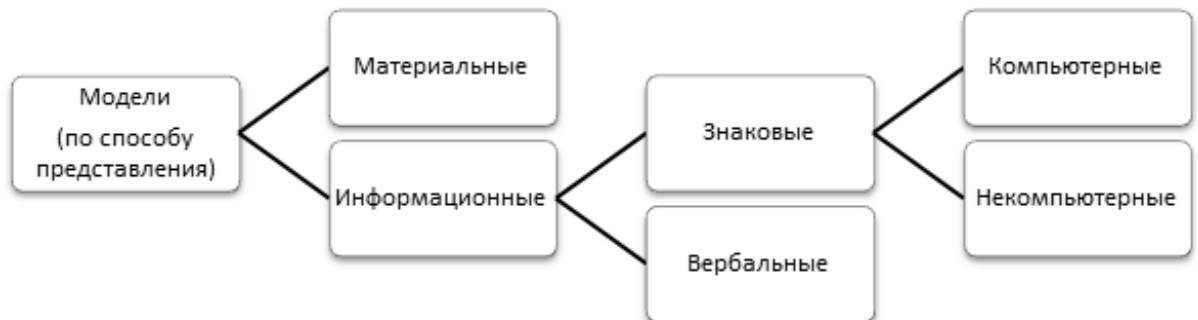 Модели
(по способу
представления)
Материальные
Информационные
Знаковые
Вербальные
Компьютерные
Некомпьютерные